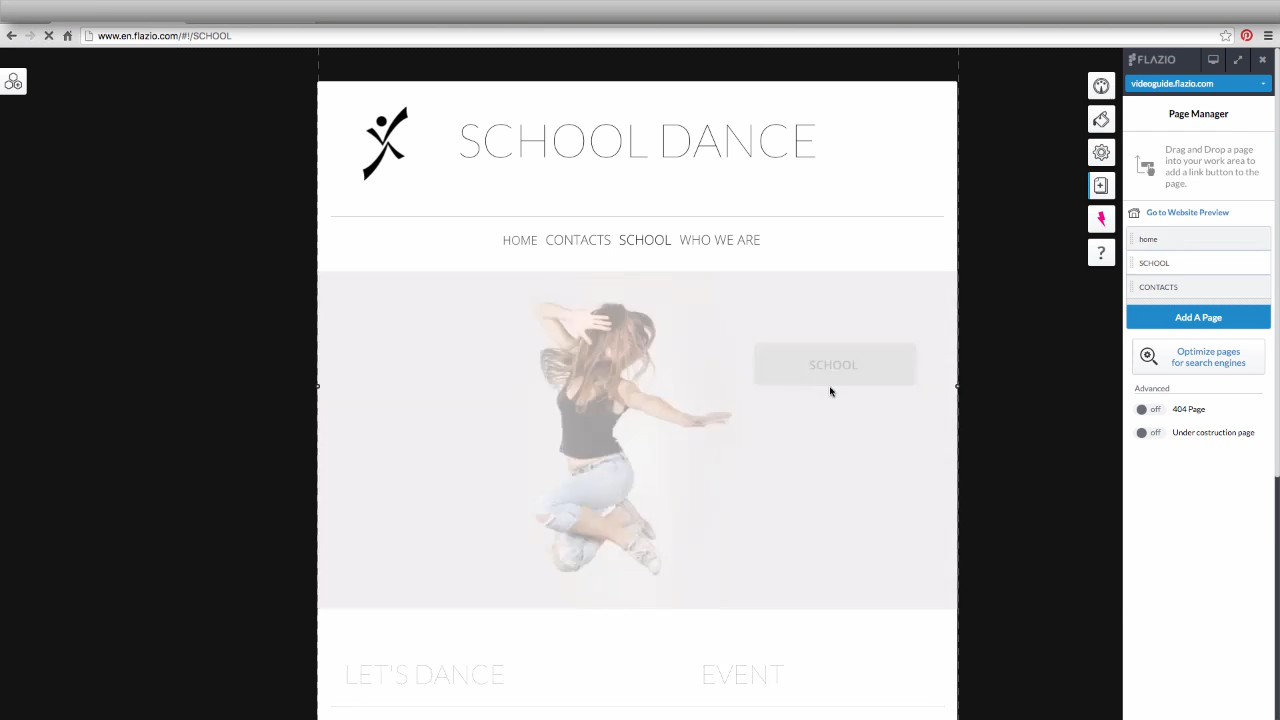 www.en.flazio.com/#!/SCHOOL
FLAZIO
videoguide.flazio.com
Page Manager
Drag and Drop a page
into your work area to
add a link button to the
page.
Go to Website Preview
home
SCHOOL
CONTACTS
Add A Page
Optimize pages
for search engines
Advanced
off 404 Page
off Under costruction page
?
SCHOOL DANCE
HOME CONTACTS SCHOOL WHO WE ARE
SCHOOL
LET'S DANCE EVENT